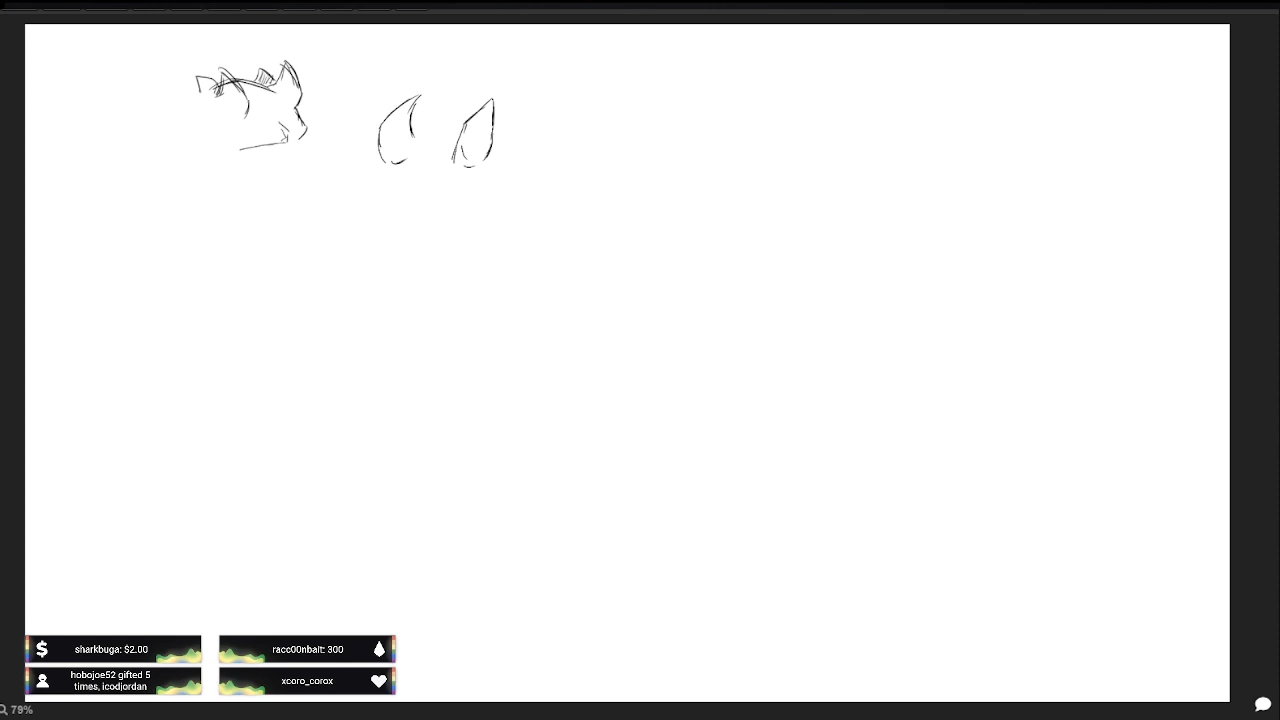 sharkbuga: $2.00
racc00nbait: 300
hobojoe52 gifted 5
times, icodjordan
xcoro_corox
79%